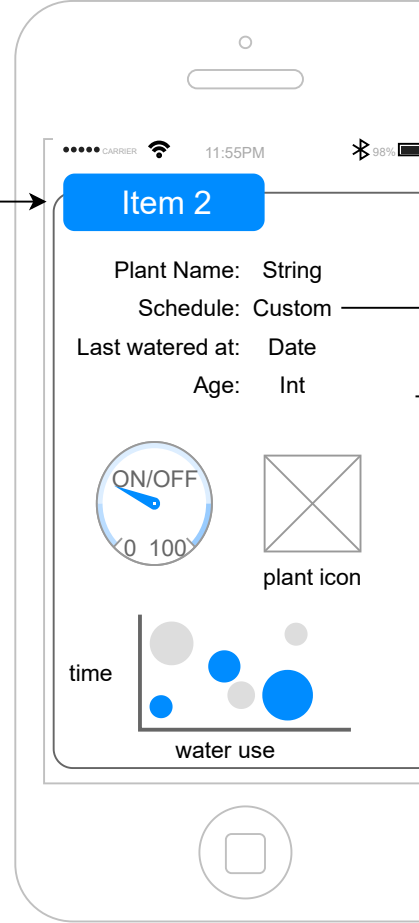 CARRIER 11:55PM 98%
Item 2
Plant Name: String
Schedule: Custom
Last watered at: Date
Age: Int
ON/OFF
0 100
plant icon
time
water use